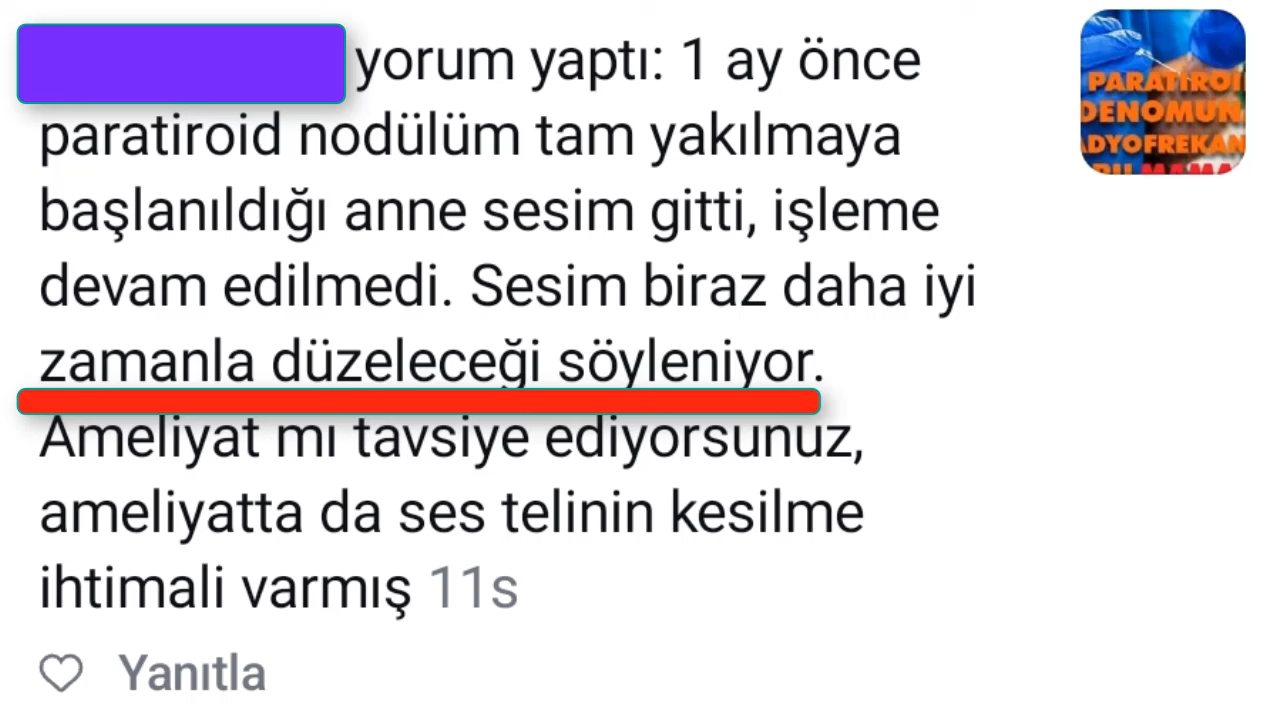 yorum yaptı: 1 ay önce
paratiroid nodülüm tam yakılmaya
başlanıldığı anne sesim gitti, işleme
devam edilmedi. Sesim biraz daha iyi
zamanla düzeleceği söyleniyor.
Ameliyat mı tavsiye ediyorsunuz,
ameliyatta da ses telinin kesilme
ihtimali varmış 11s
Yanıtla
PARATİROİ
DENOMUN
ADYOFREKAN